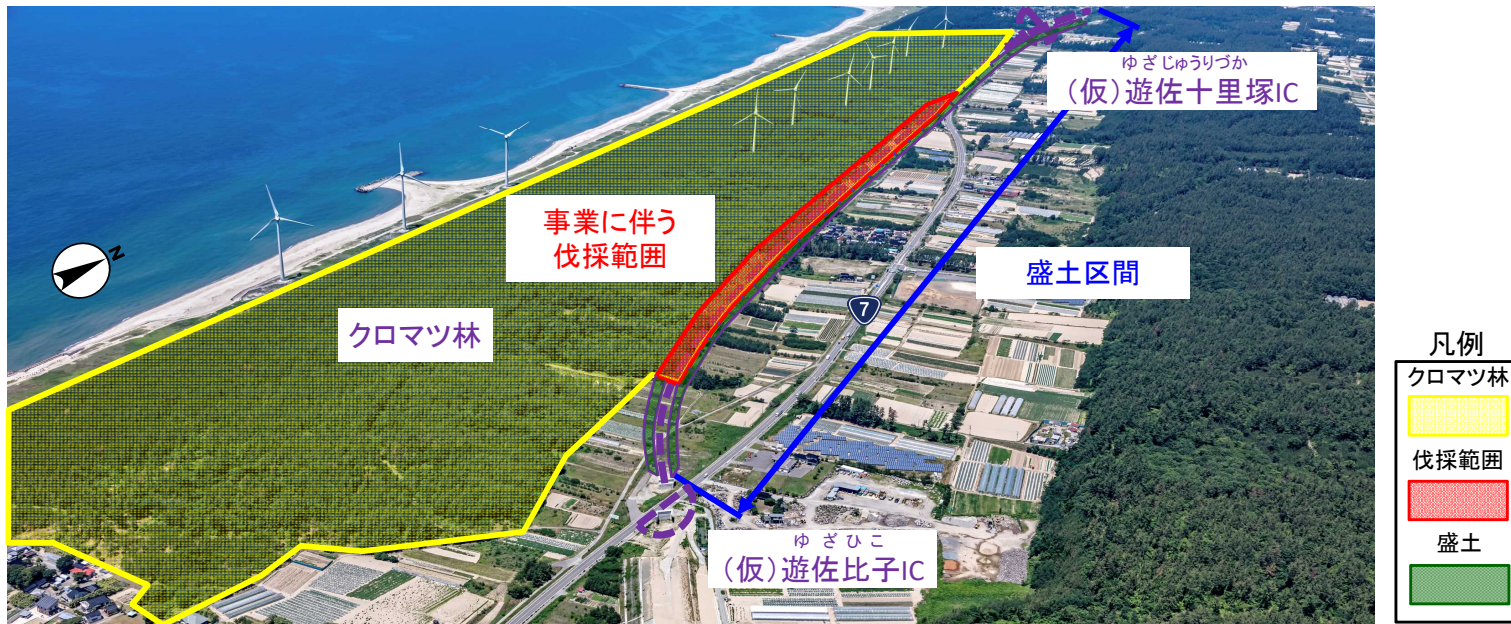 ゆざじゅうりづか
(仮)遊佐十里塚IC
事業に伴う
伐採範囲
盛土区間
N
7
クロマツ林
ゆざひこ
(仮)遊佐比子IC
凡例
クロマツ林
伐採範囲
盛土